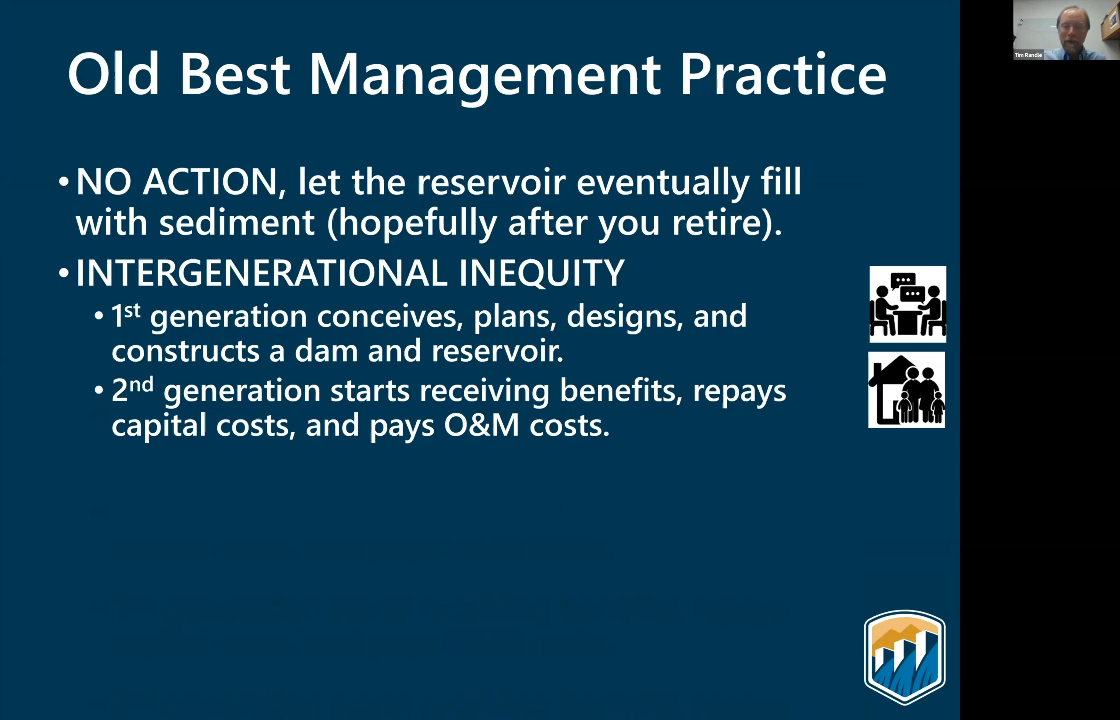 Old Best Management Practice
•NO ACTION, let the reservoir eventually fill
with sediment (hopefully after you retire).
•INTERGENERATIONAL INEQUITY
•1st generation conceives, plans, designs, and
constructs a dam and reservoir.
•2nd generation starts receiving benefits, repays
capital costs, and pays O&M costs.
Tim Randle